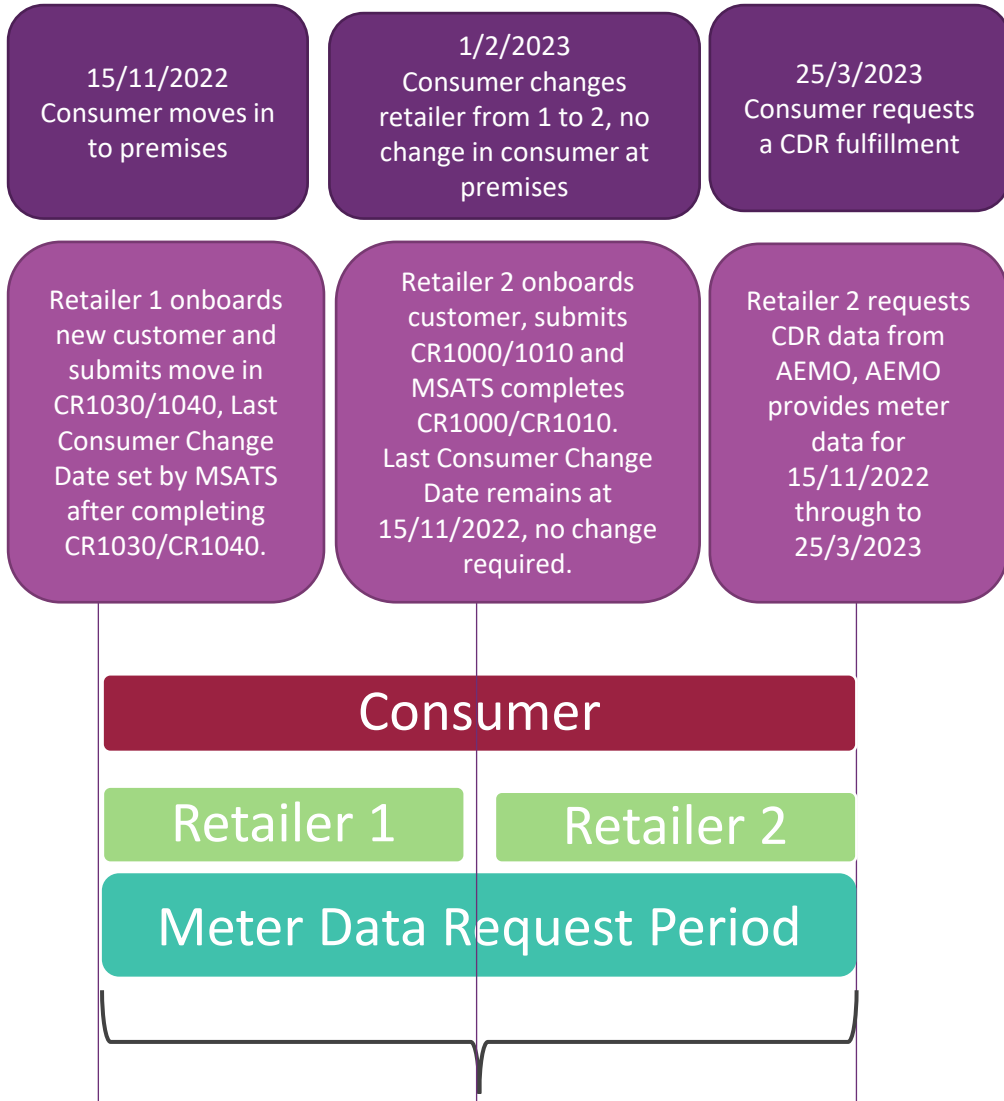 15/11/2022
Consumer moves in
to premises
1/2/2023
Consumer changes
retailer from 1 to 2, no
change in consumer at
premises
25/3/2023
Consumer requests
a CDR fulfillment
Retailer 1 onboards
new customer and
submits move in
CR1030/1040, Last
Consumer Change
Date set by MSATS
after completing
CR1030/CR1040.
Retailer 2 onboards
customer, submits
CR1000/1010 and
MSATS completes
CR1000/CR1010.
Last Consumer Change
Date remains at
15/11/2022, no change
required.
Retailer 2 requests
CDR data from
AEMO, AEMO
provides meter
data for
15/11/2022
through to
25/3/2023
Consumer
Retailer 1
Retailer 2
Meter Data Request Period